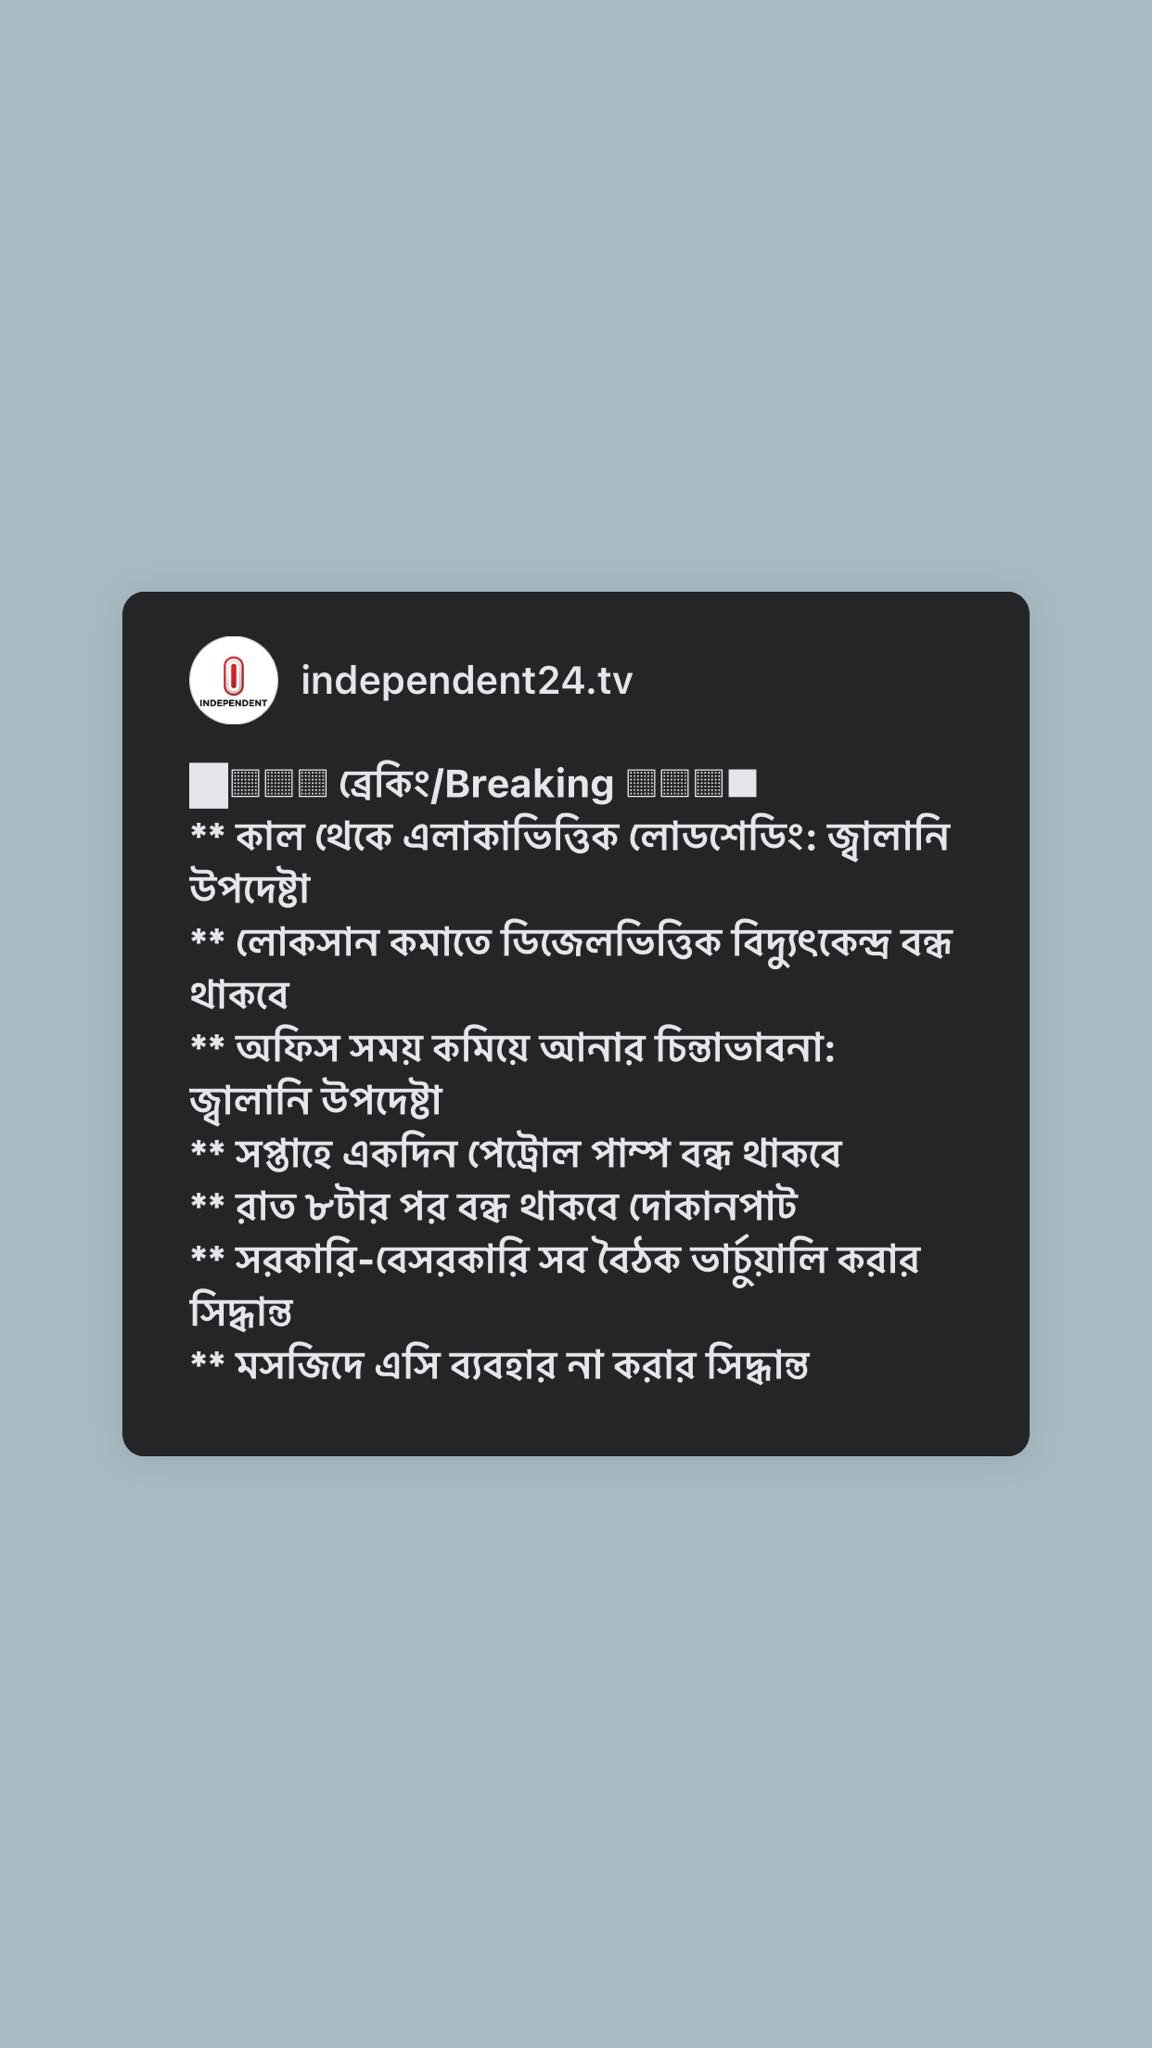 INDEPENDENT
independent24.tv
█▒▒▒ ব্রেকিং/Breaking ▒▒▒■
** কাল থেকে এলাকাভিত্তিক লোডশেডিং: জ্বালানি
উপদেষ্টা
** লোকসান কমাতে ডিজেলভিত্তিক বিদ্যুৎকেন্দ্র বন্ধ
থাকবে
** অফিস সময় কমিয়ে আনার চিন্তাভাবনা:
জ্বালানি উপদেষ্টা
** সপ্তাহে একদিন পেট্রোল পাম্প বন্ধ থাকবে
** রাত ৮টার পর বন্ধ থাকবে দোকানপাট
** সরকারি-বেসরকারি সব বৈঠক ভার্চুয়ালি করার
সিদ্ধান্ত
** মসজিদে এসি ব্যবহার না করার সিদ্ধান্ত